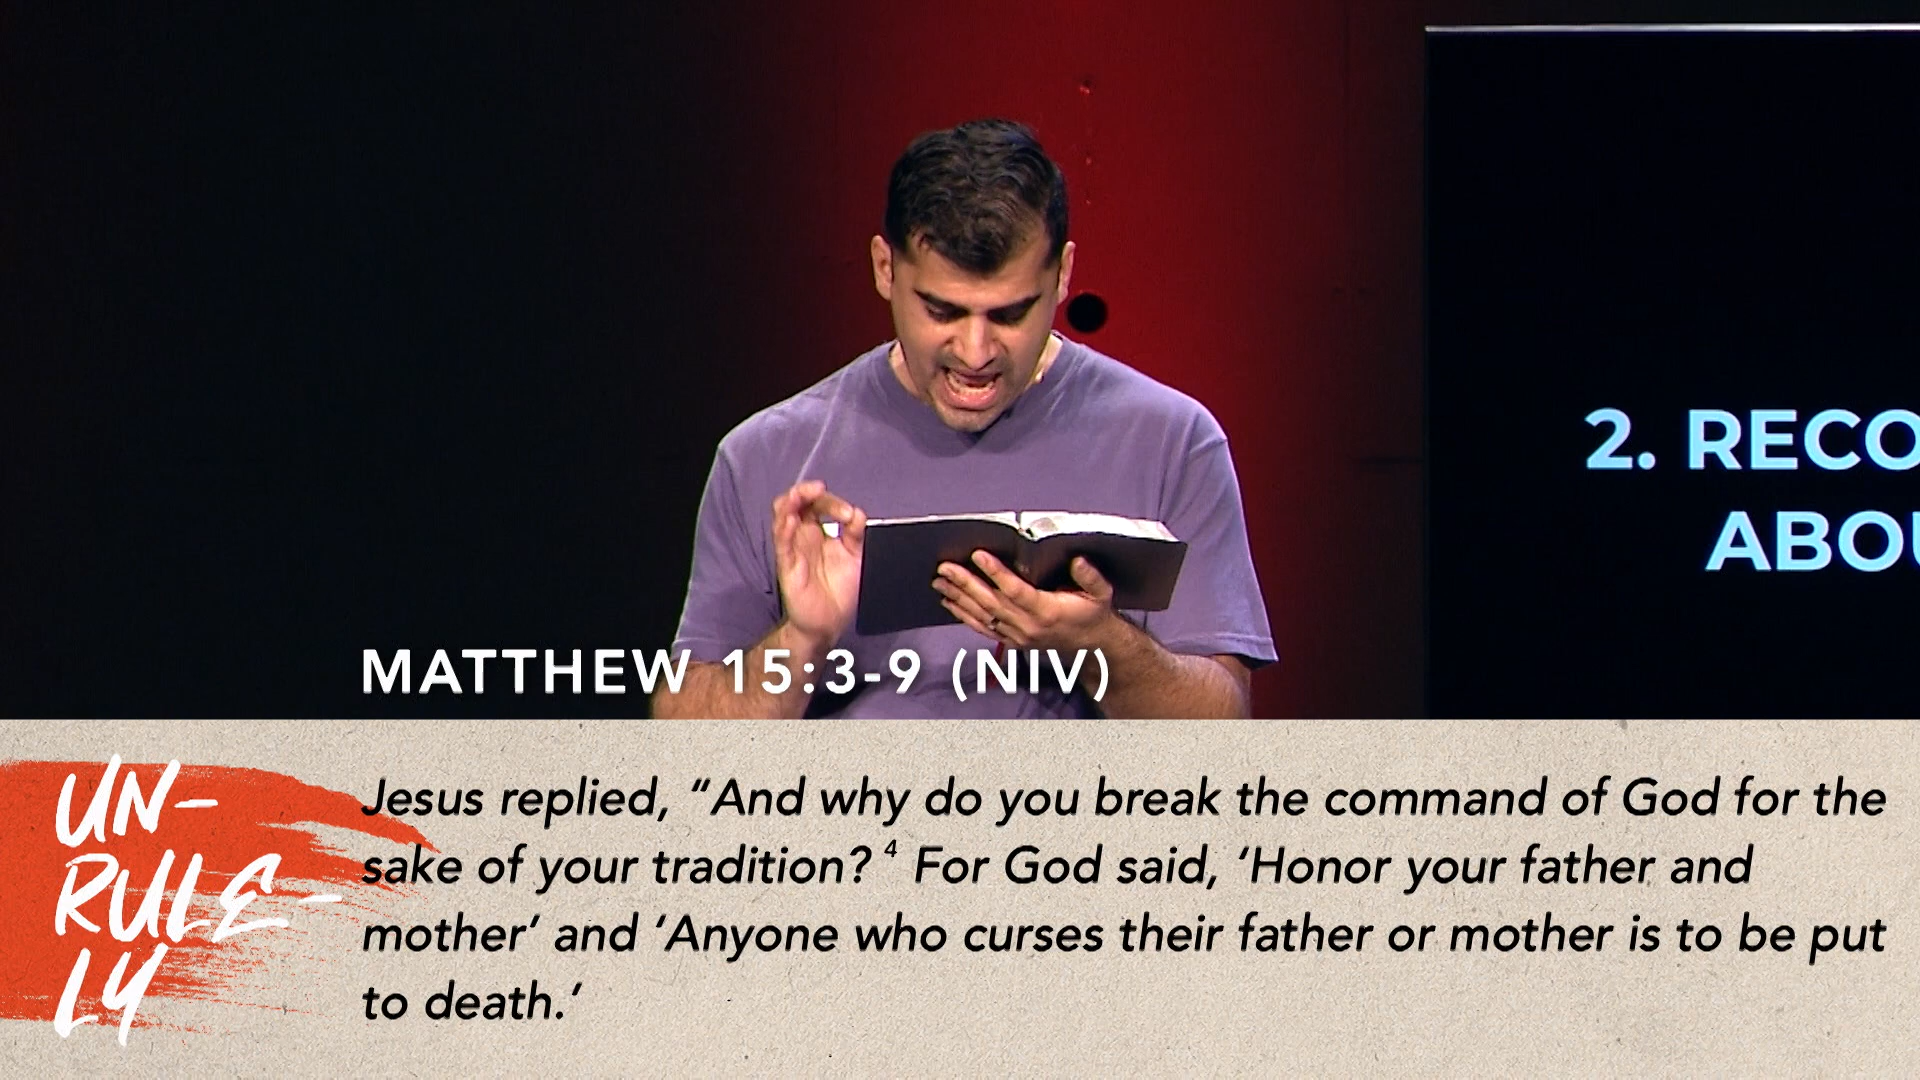 2. RECO
ABOU
MATTHEW 15:3-9 (NIV)
UN-
RULE-
LY
Jesus replied, “And why do you break the command of God for the
sake of your tradition? ⁴ For God said, ‘Honor your father and
mother’ and ‘Anyone who curses their father or mother is to be put
to death.’